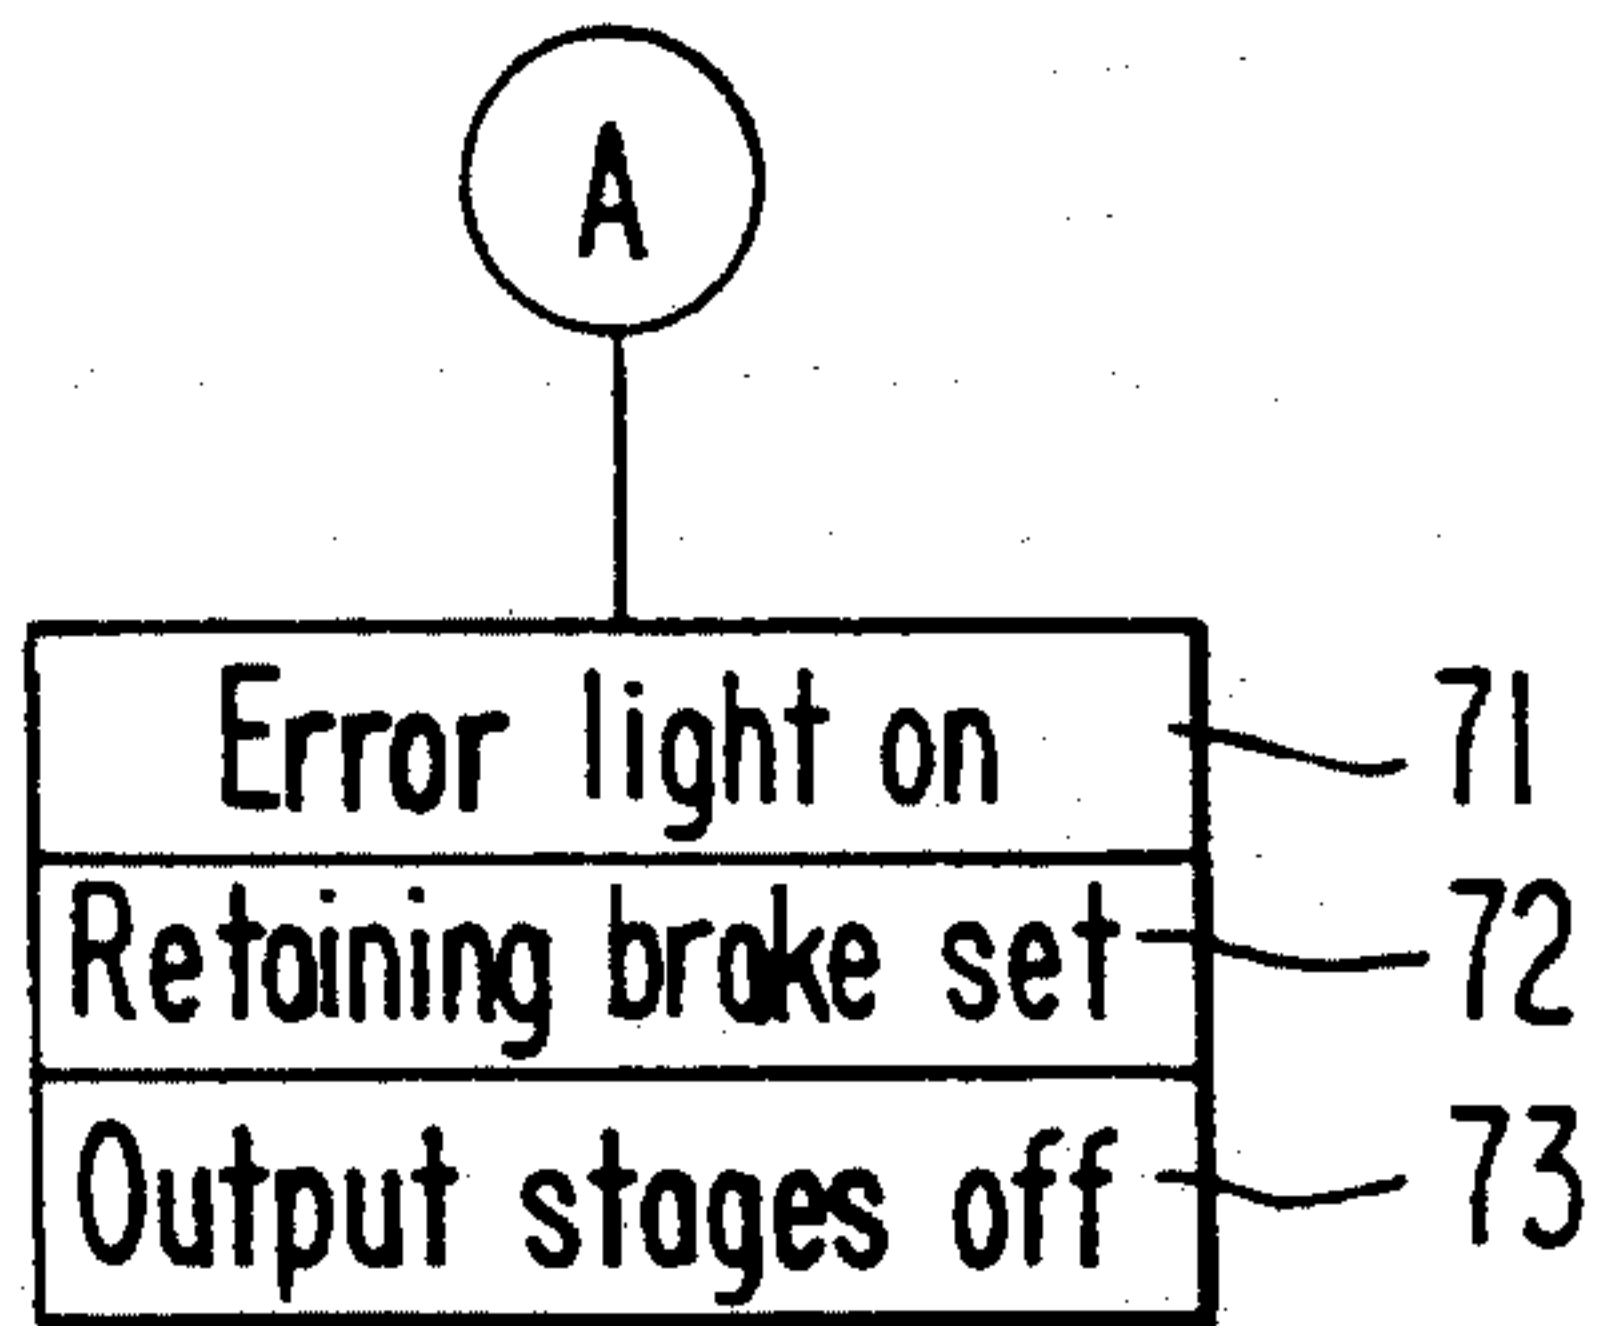 A
Error light on 71
Retaining brake set 72
Output stages off 73